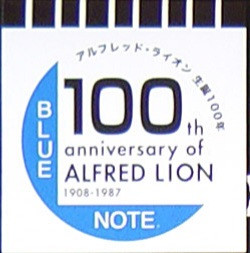 アルフレッド・ライオン 生誕100年
100th
anniversary of
ALFRED LION
1908-1987
BLUE
NOTE